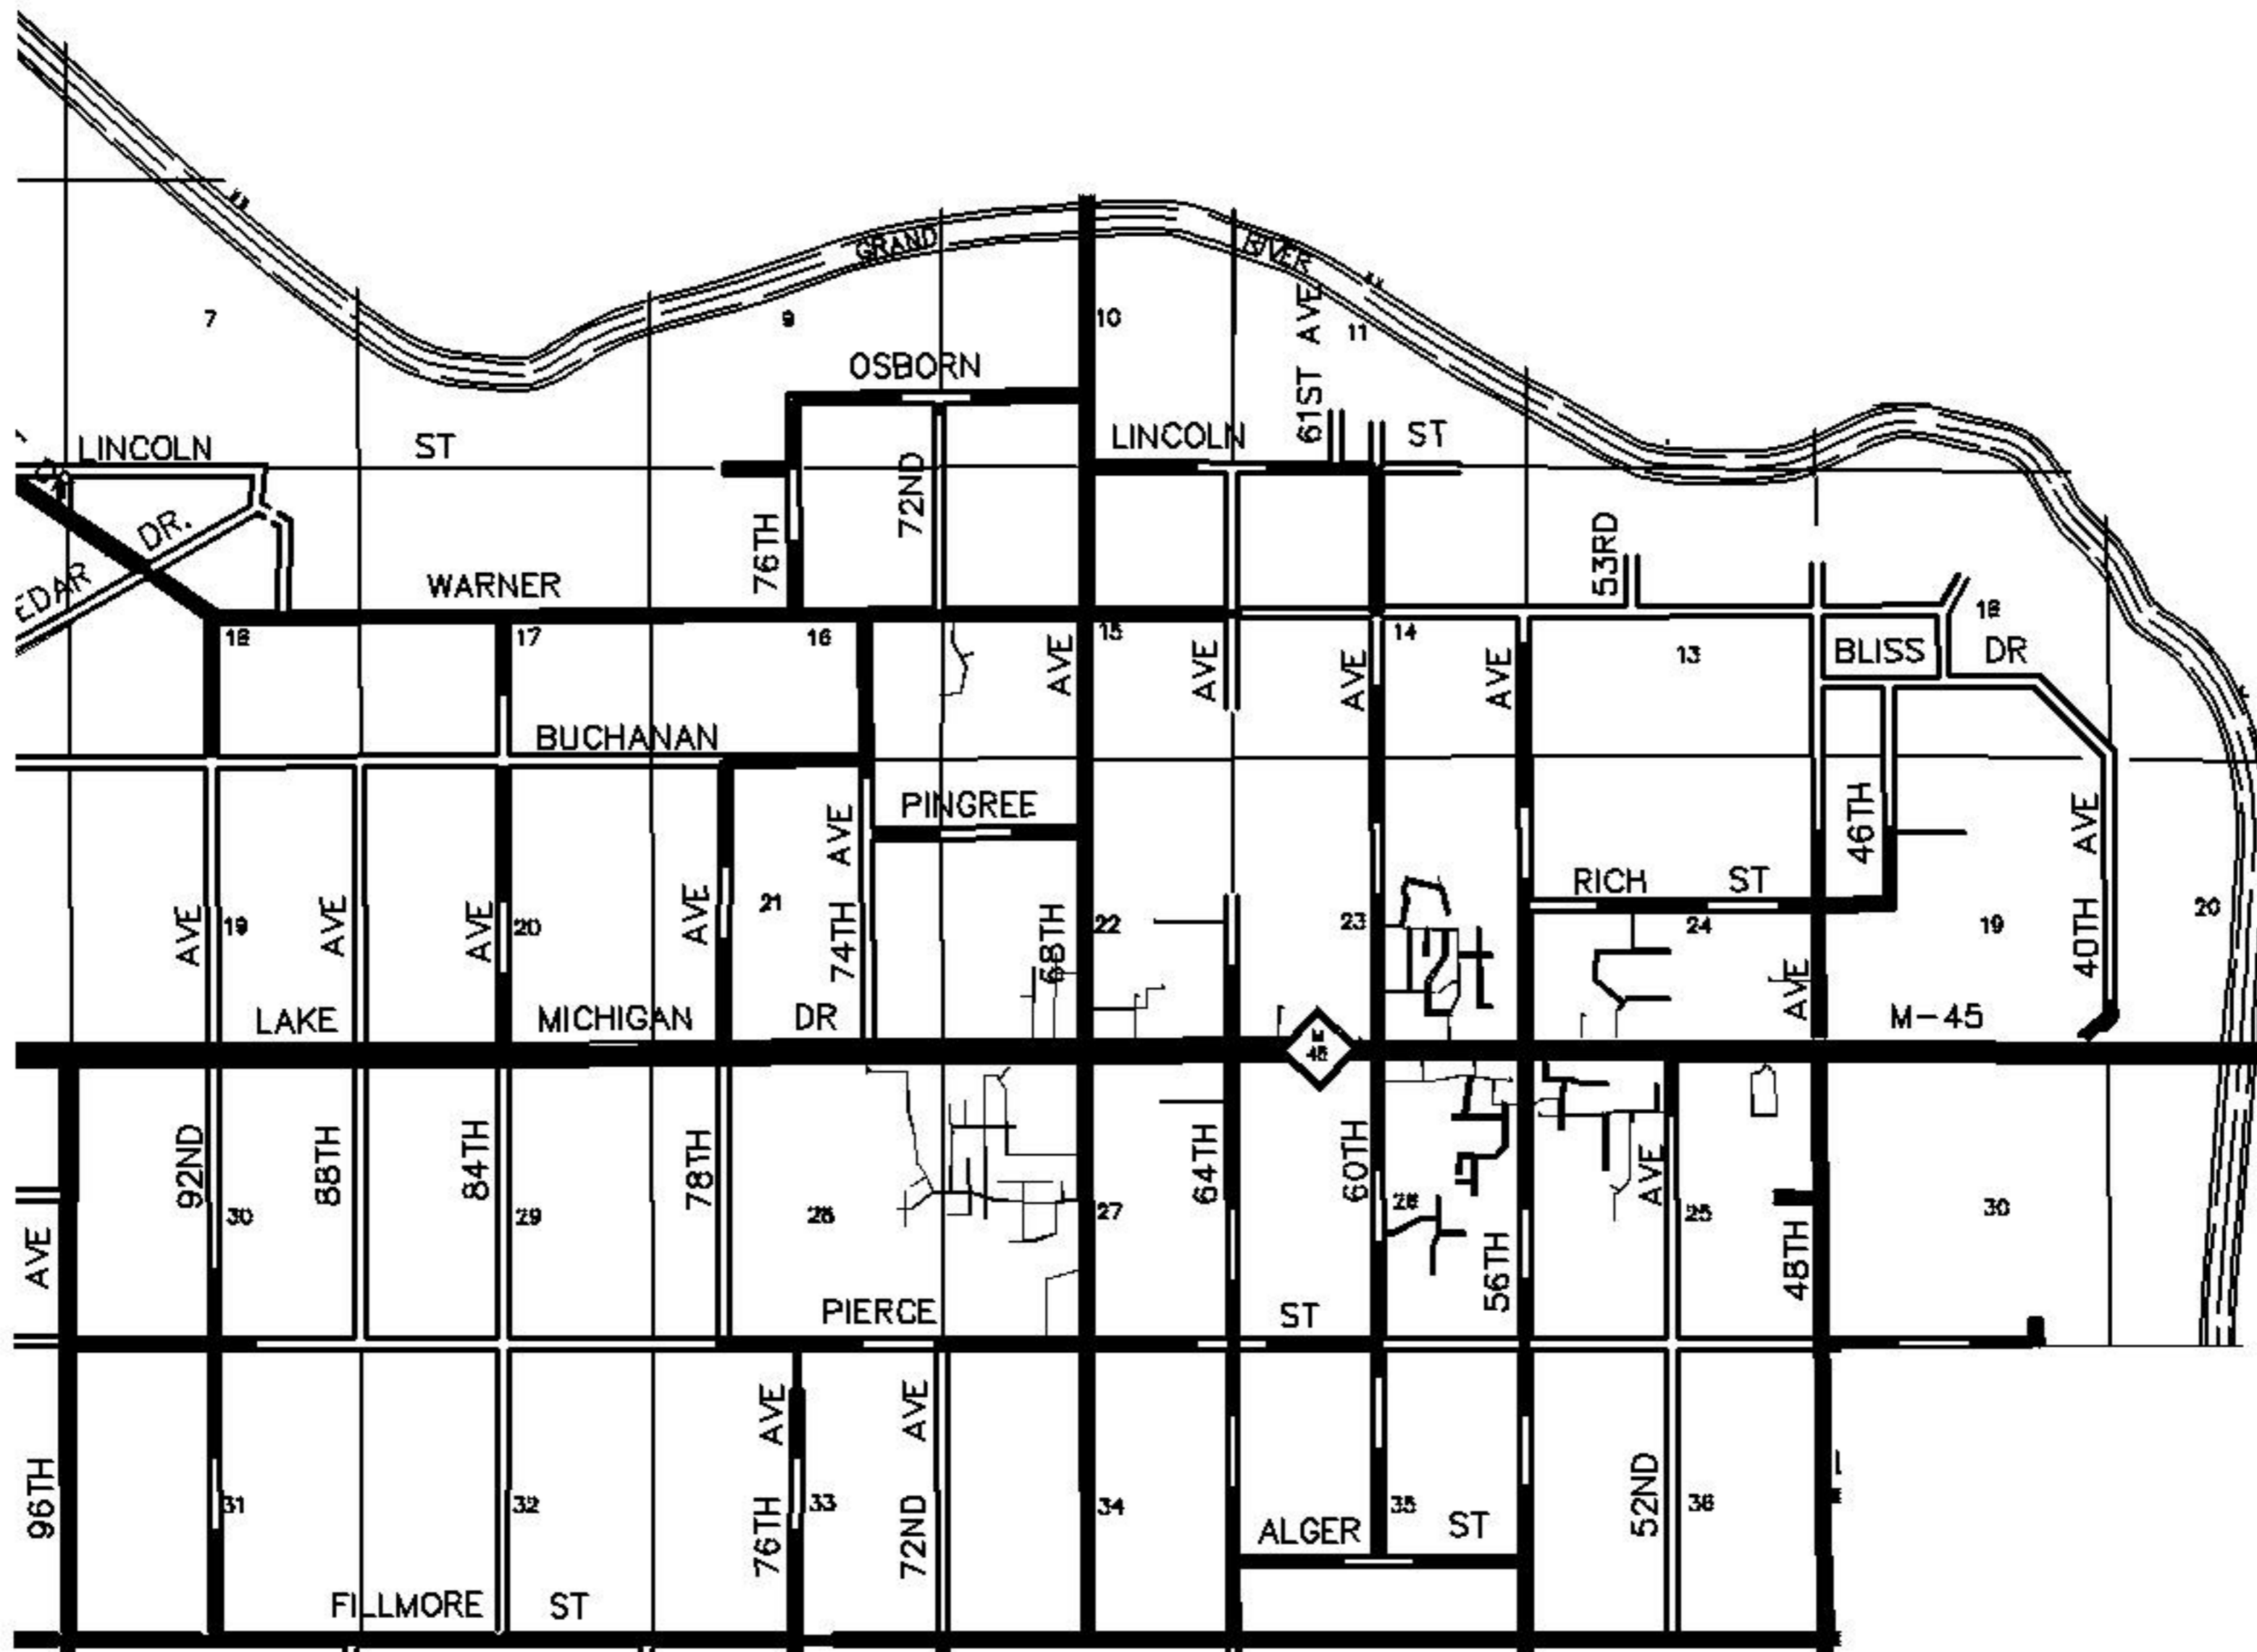 GRAND
RIVER
7
9
10
11
61ST AVE
OSBORN
LINCOLN
ST
LINCOLN
ST
DR.
EDAR
76TH
72ND
53RD
WARNER
18
17
16
15
14
13
18
AVE
AVE
AVE
AVE
BLISS
DR
BUCHANAN
PINGREE
AVE
46TH
AVE
RICH
ST
AVE
19
AVE
AVE
20
AVE
21
74TH
68TH
22
23
24
AVE
19
40TH
20
LAKE
MICHIGAN
DR
M-45
M
45
92ND
88TH
84TH
78TH
64TH
60TH
AVE
AVE
30
29
28
27
26
56TH
25
48TH
30
PIERCE
ST
AVE
AVE
96TH
31
32
76TH
33
72ND
34
35
52ND
36
ALGER
ST
FILLMORE
ST